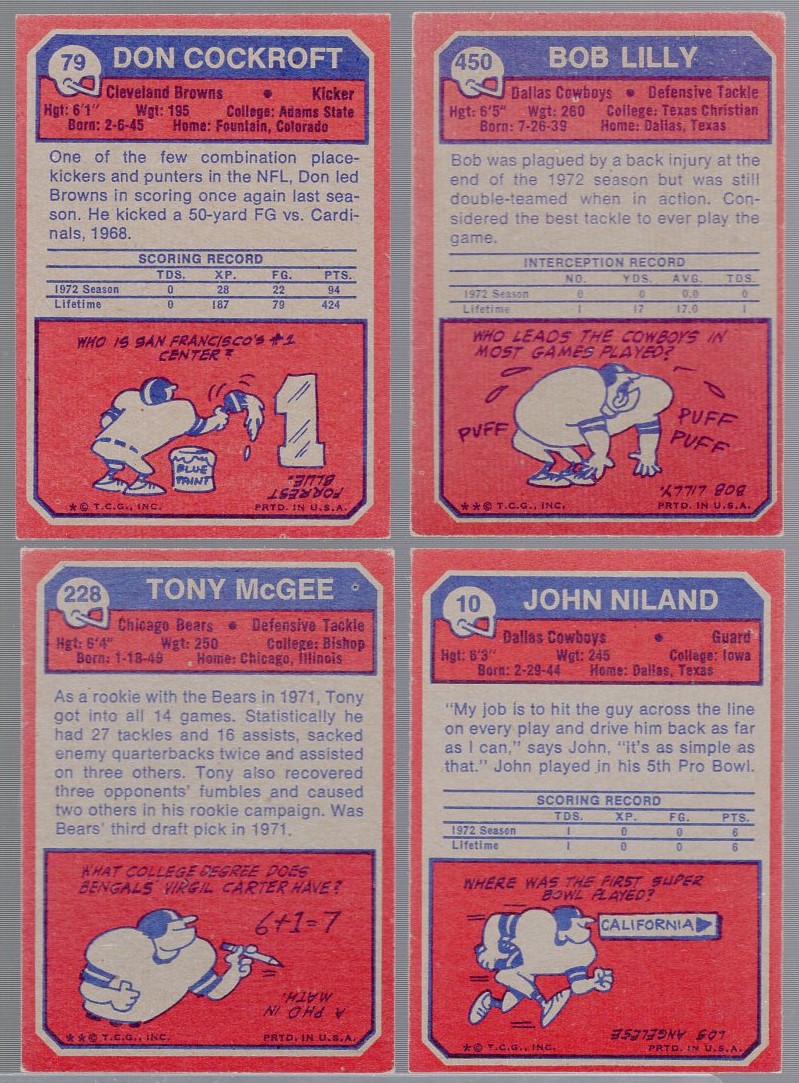 79
DON COCKROFT
Cleveland Browns • Kicker
Hgt: 6'1" Wgt: 195 College: Adams State
Born: 2-6-45 Home: Fountain, Colorado
One of the few combination place-
kickers and punters in the NFL, Don led
Browns in scoring once again last sea-
son. He kicked a 50-yard FG vs. Cardi-
nals, 1968.
SCORING RECORD
TDS. XP. FG. PTS.
1972 Season 0 28 22 94
Lifetime 0 187 79 424
WHO IS SAN FRANCISCO'S #1
CENTER?
1
BLUE
PAINT
FORREST
BLUE.
*© T.C.G., INC. PRTD. IN U.S.A.
450
BOB LILLY
Dallas Cowboys • Defensive Tackle
Hgt: 6'5" Wgt: 260 College: Texas Christian
Born: 7-26-39 Home: Dallas, Texas
Bob was plagued by a back injury at the
end of the 1972 season but was still
double-teamed when in action. Con-
sidered the best tackle to ever play the
game.
INTERCEPTION RECORD
NO. YDS. AVG. TDS.
1972 Season 0 0 0.0 0
Lifetime 1 17 17.0 1
WHO LEADS THE COWBOYS IN
MOST GAMES PLAYED?
PUFF
PUFF
PUFF
BOB LILLY.
**© T.C.G., INC. PRTD. IN U.S.A.
228
TONY McGEE
Chicago Bears • Defensive Tackle
Hgt: 6'4" Wgt: 250 College: Bishop
Born: 1-18-49 Home: Chicago, Illinois
As a rookie with the Bears in 1971, Tony
got into all 14 games. Statistically he
had 27 tackles and 16 assists, sacked
enemy quarterbacks twice and assisted
on three others. Tony also recovered
three opponents' fumbles and caused
two others in his rookie campaign. Was
Bears' third draft pick in 1971.
WHAT COLLEGE DEGREE DOES
BENGALS' VIRGIL CARTER HAVE?
6+1=7
A PH.D. IN
MATH.
**© T.C.G., INC. PRTD. IN U.S.A.
10
JOHN NILAND
Dallas Cowboys • Guard
Hgt: 6'3" Wgt: 245 College: Iowa
Born: 2-29-44 Home: Dallas, Texas
"My job is to hit the guy across the line
on every play and drive him back as far
as I can," says John, "it's as simple as
that." John played in his 5th Pro Bowl.
SCORING RECORD
TDS. XP. FG. PTS.
1972 Season 1 0 0 6
Lifetime 1 0 0 6
WHERE WAS THE FIRST SUPER
BOWL PLAYED?
CALIFORNIA
LOS ANGELESE
*© T.C.G., INC. PRTD. IN U.S.A.